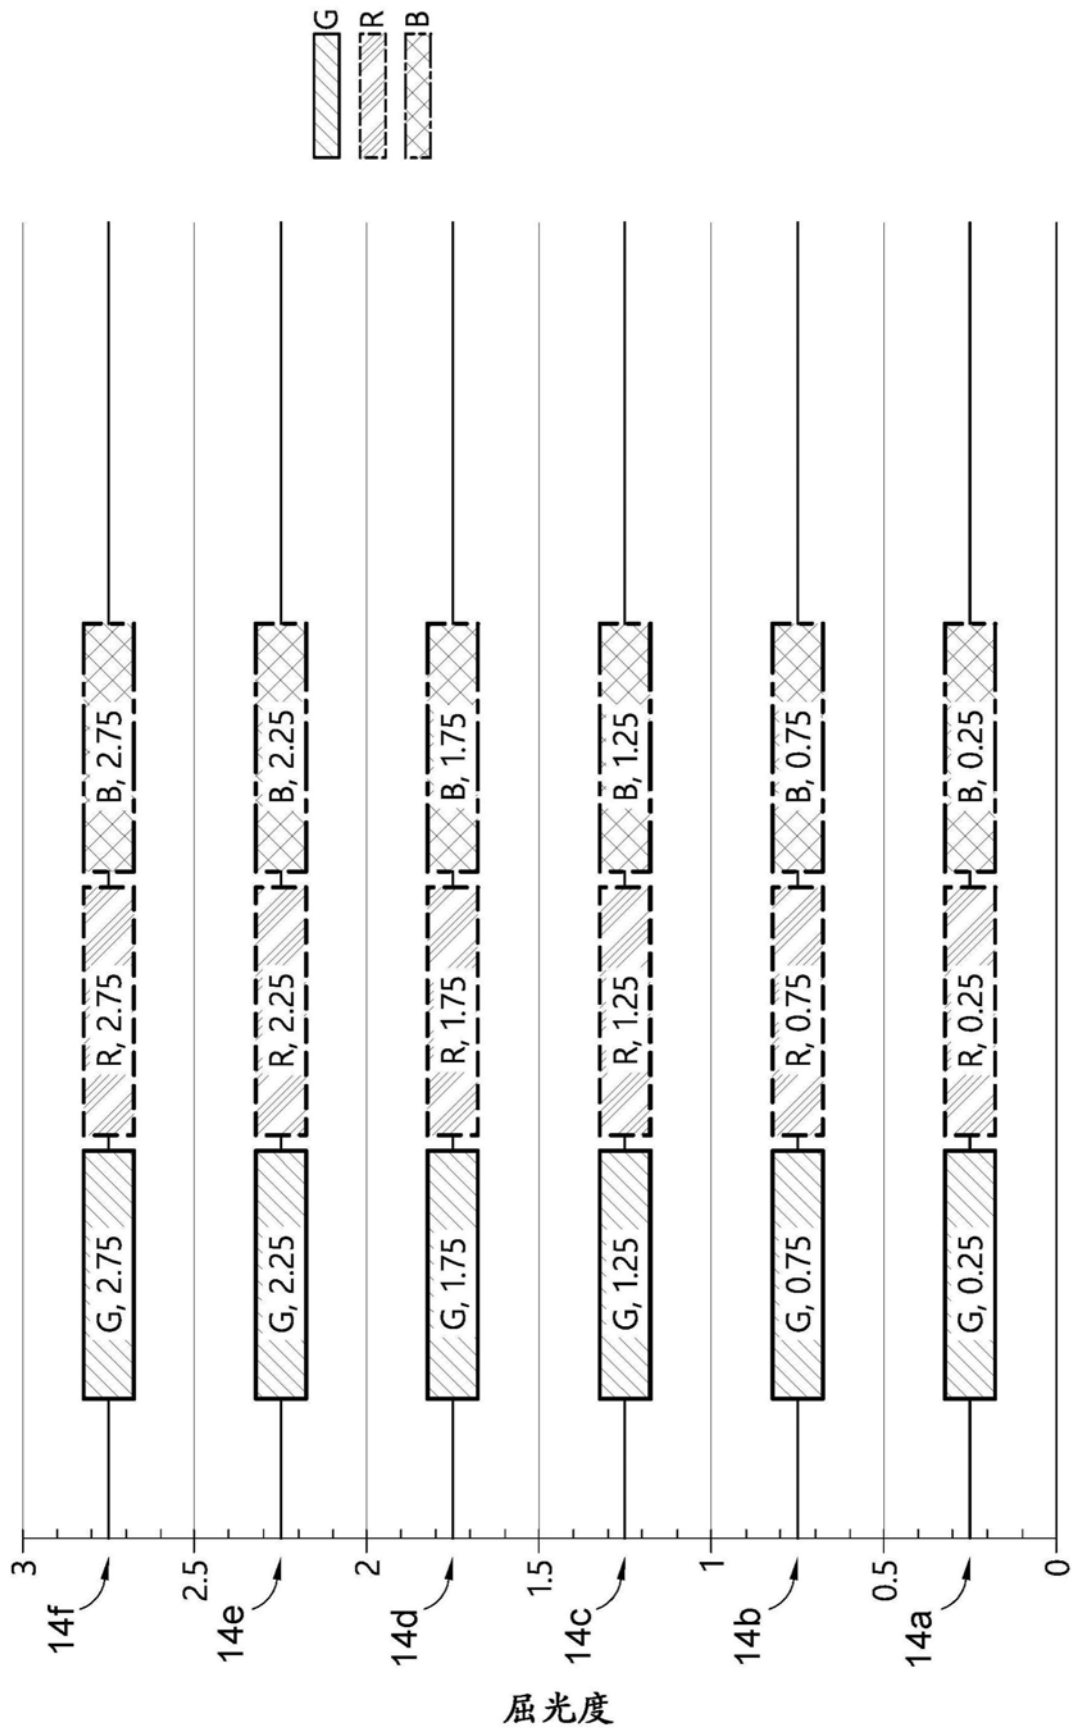 G
R
B
3
14f
G, 2.75
R, 2.75
B, 2.75
2.5
14e
G, 2.25
R, 2.25
B, 2.25
2
14d
G, 1.75
R, 1.75
B, 1.75
1.5
14c
G, 1.25
R, 1.25
B, 1.25
1
14b
G, 0.75
R, 0.75
B, 0.75
0.5
14a
G, 0.25
R, 0.25
B, 0.25
0
屈光度